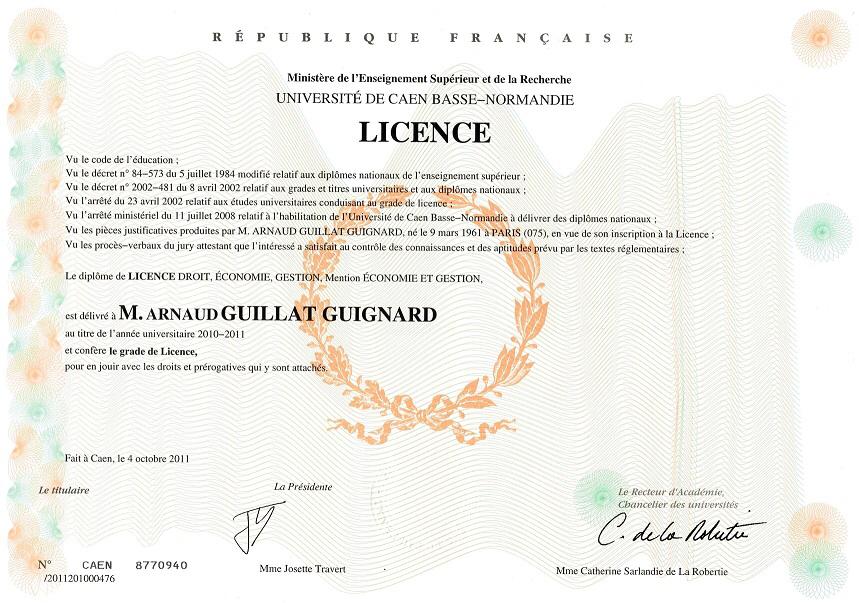 RÉPUBLIQUE FRANÇAISE
Ministère de l'Enseignement Supérieur et de la Recherche
UNIVERSITÉ DE CAEN BASSE–NORMANDIE
LICENCE
Vu le code de l'éducation ;
Vu le décret n° 84–573 du 5 juillet 1984 modifié relatif aux diplômes nationaux de l'enseignement supérieur ;
Vu le décret n° 2002–481 du 8 avril 2002 relatif aux grades et titres universitaires et aux diplômes nationaux ;
Vu l'arrêté du 23 avril 2002 relatif aux études universitaires conduisant au grade de licence ;
Vu l'arrêté ministériel du 11 juillet 2008 relatif à l'habilitation de l'Université de Caen Basse–Normandie à délivrer des diplômes nationaux ;
Vu les pièces justificatives produites par M. ARNAUD GUILLAT GUIGNARD, né le 9 mars 1961 à PARIS (075), en vue de son inscription à la Licence ;
Vu les procès–verbaux du jury attestant que l'intéressé a satisfait au contrôle des connaissances et des aptitudes prévu par les textes réglementaires ;
Le diplôme de LICENCE DROIT, ÉCONOMIE, GESTION, Mention ÉCONOMIE ET GESTION,
est délivré à M. ARNAUD GUILLAT GUIGNARD
au titre de l'année universitaire 2010–2011
et confère le grade de Licence,
pour en jouir avec les droits et prérogatives qui y sont attachés.
Fait à Caen, le 4 octobre 2011
Le titulaire
La Présidente
Le Recteur d'Académie,
Chancelier des universités
C. de La Robertie
N° CAEN 8770940
/2011201000476
Mme Josette Travert
Mme Catherine Sarlandie de La Robertie